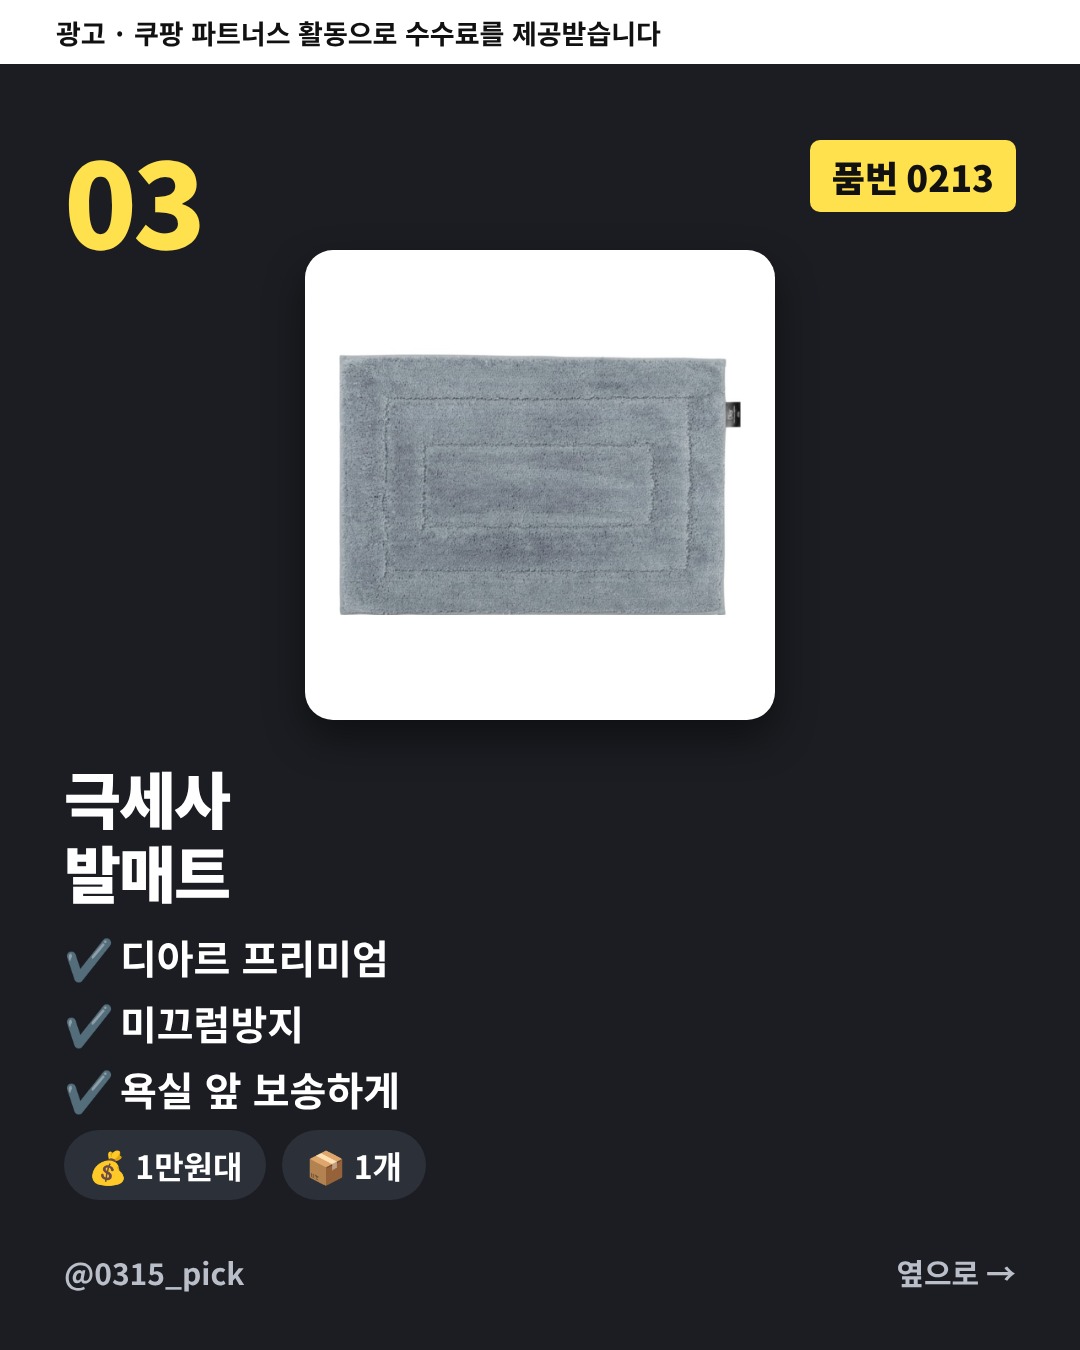 광고 · 쿠팡 파트너스 활동으로 수수료를 제공받습니다
03
품번 0213
극세사
발매트
✔️ 디아르 프리미엄
✔️ 미끄럼방지
✔️ 욕실 앞 보송하게
💰 1만원대
📦 1개
@0315_pick
옆으로 →